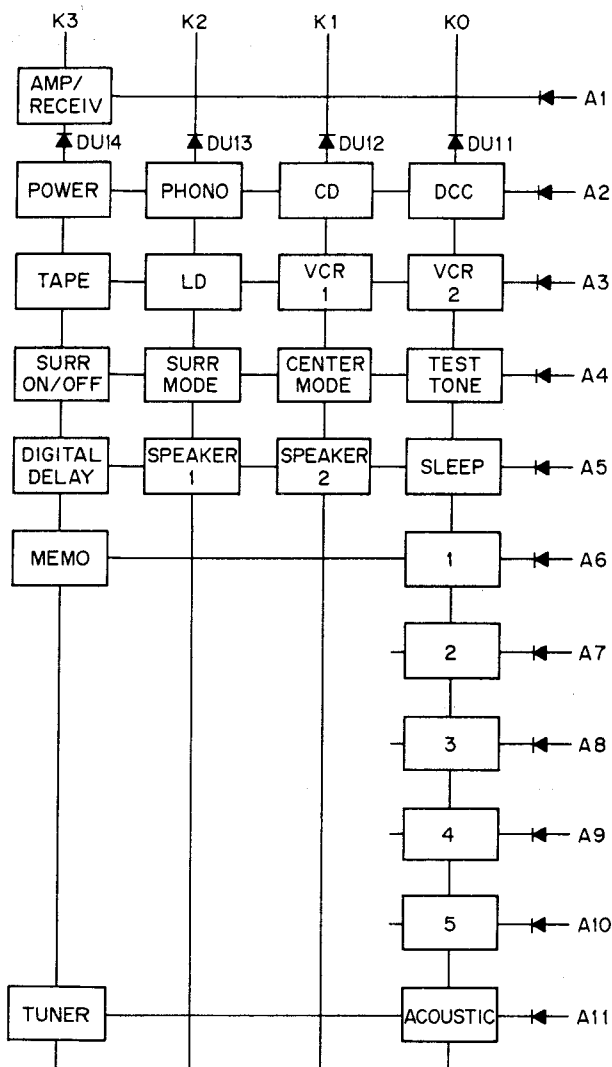 K3 K2 K1 K0
AMP/
RECEIV
A1
DU14 DU13 DU12 DU11
POWER PHONO CD DCC A2
TAPE LD VCR
1 VCR
2 A3
SURR
ON/OFF SURR
MODE CENTER
MODE TEST
TONE A4
DIGITAL
DELAY SPEAKER
1 SPEAKER
2 SLEEP A5
MEMO 1 A6
2 A7
3 A8
4 A9
5 A10
TUNER ACOUSTIC A11